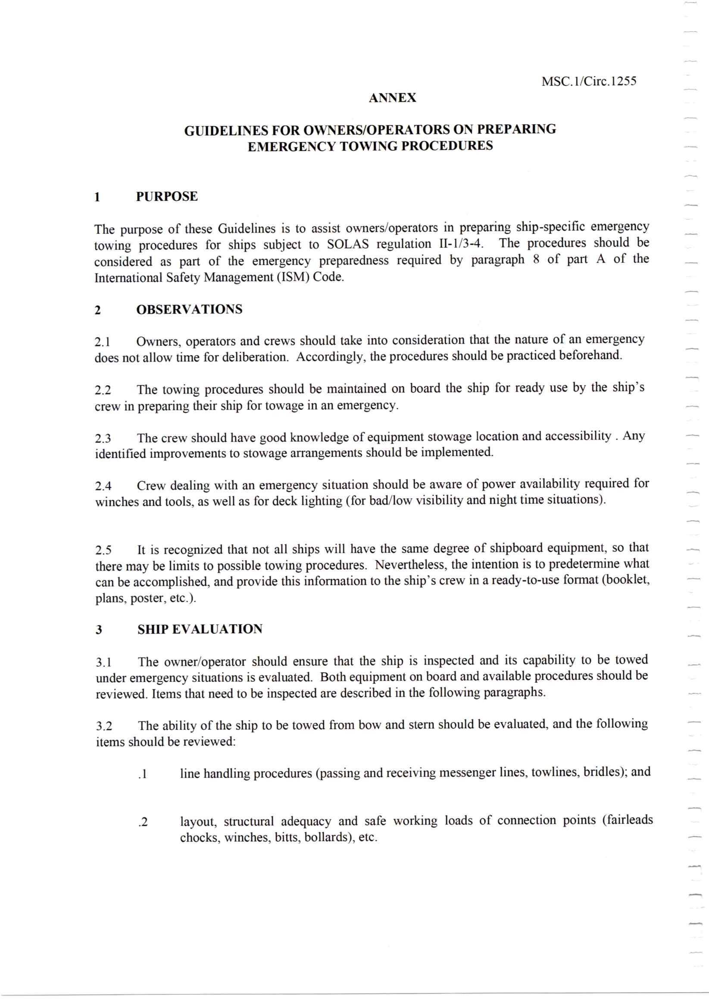 MSC.1/Circ.1255
ANNEX
GUIDELINES FOR OWNERS/OPERATORS ON PREPARING
EMERGENCY TOWING PROCEDURES
1 PURPOSE
The purpose of these Guidelines is to assist owners/operators in preparing ship-specific emergency
towing procedures for ships subject to SOLAS regulation II-1/3-4. The procedures should be
considered as part of the emergency preparedness required by paragraph 8 of part A of the
International Safety Management (ISM) Code.
2 OBSERVATIONS
2.1 Owners, operators and crews should take into consideration that the nature of an emergency
does not allow time for deliberation. Accordingly, the procedures should be practiced beforehand.
2.2 The towing procedures should be maintained on board the ship for ready use by the ship's
crew in preparing their ship for towage in an emergency.
2.3 The crew should have good knowledge of equipment stowage location and accessibility . Any
identified improvements to stowage arrangements should be implemented.
2.4 Crew dealing with an emergency situation should be aware of power availability required for
winches and tools, as well as for deck lighting (for bad/low visibility and night time situations).
2.5 It is recognized that not all ships will have the same degree of shipboard equipment, so that
there may be limits to possible towing procedures. Nevertheless, the intention is to predetermine what
can be accomplished, and provide this information to the ship's crew in a ready-to-use format (booklet,
plans, poster, etc.).
3 SHIP EVALUATION
3.1 The owner/operator should ensure that the ship is inspected and its capability to be towed
under emergency situations is evaluated. Both equipment on board and available procedures should be
reviewed. Items that need to be inspected are described in the following paragraphs.
3.2 The ability of the ship to be towed from bow and stern should be evaluated, and the following
items should be reviewed:
.1 line handling procedures (passing and receiving messenger lines, towlines, bridles); and
.2 layout, structural adequacy and safe working loads of connection points (fairleads
chocks, winches, bitts, bollards), etc.